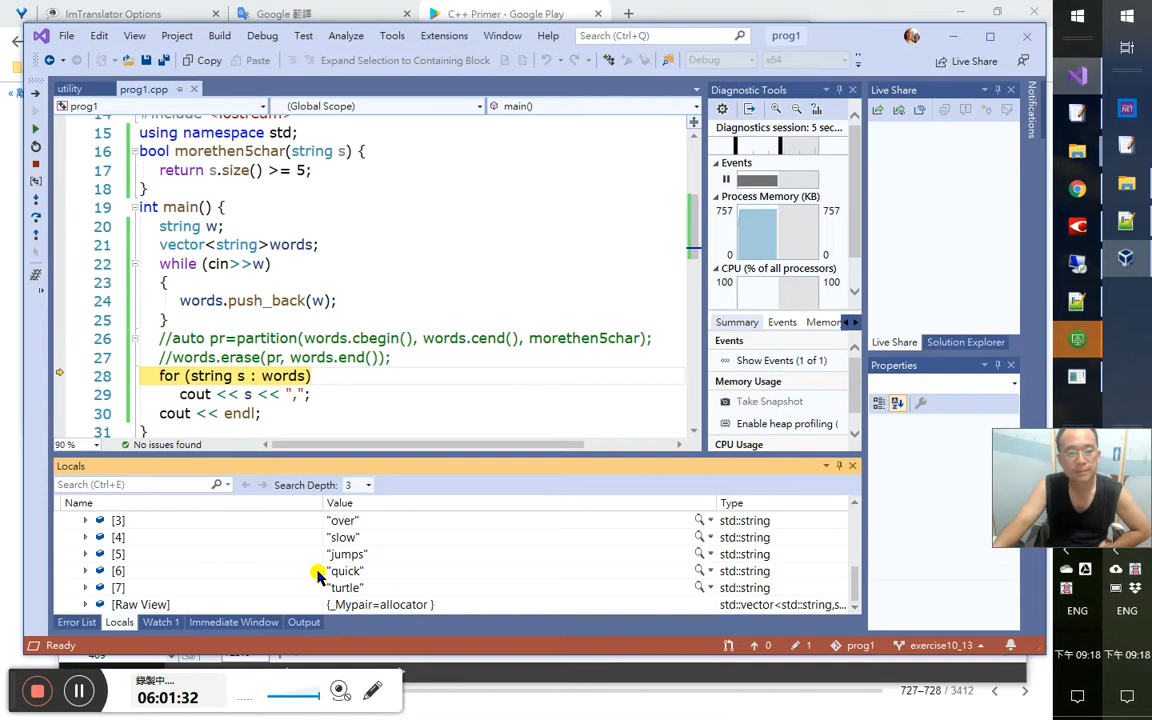 ImTranslator Options
Google 翻譯
C++ Primer - Google Play
File Edit View Git Project Build Debug Test Analyze Tools Extensions Window Help
Search (Ctrl+Q)
prog1
Copy
Paste
Expand Selection to Containing Block
Debug
x64
Live Share
utility
prog1.cpp
prog1
(Global Scope)
main()
14 #include <iostream>
15 using namespace std;
16 bool morethen5char(string s) {
17 return s.size() >= 5;
18 }
19 int main() {
20 string w;
21 vector<string>words;
22 while (cin>>w)
23 {
24 words.push_back(w);
25 }
26 //auto pr=partition(words.cbegin(), words.cend(), morethen5char);
27 //words.erase(pr, words.end());
28 for (string s : words)
29 cout << s << ",";
30 cout << endl;
31 }
90 %
No issues found
Diagnostic Tools
Diagnostics session: 5 sec...
Events
Process Memory (KB)
757 757
0 0
CPU (% of all processors)
100 100
Summary Events Memor
Events
Show Events (1 of 1)
Memory Usage
Take Snapshot
Enable heap profiling (
CPU Usage
Live Share
Notifications
Live Share Solution Explorer
Properties
Locals
Search (Ctrl+E)
Search Depth: 3
Name Value Type
[3] "over" std::string
[4] "slow" std::string
[5] "jumps" std::string
[6] "quick" std::string
[7] "turtle" std::string
[Raw View] {_Mypair=allocator } std::vector<std::string,s...
Error List Locals Watch 1 Immediate Window Output
Ready
0
1
prog1
exercise10_13
錄製中...
06:01:32
727–728 / 3412
.NET
ENG ENG
下午 09:18 下午 09:18